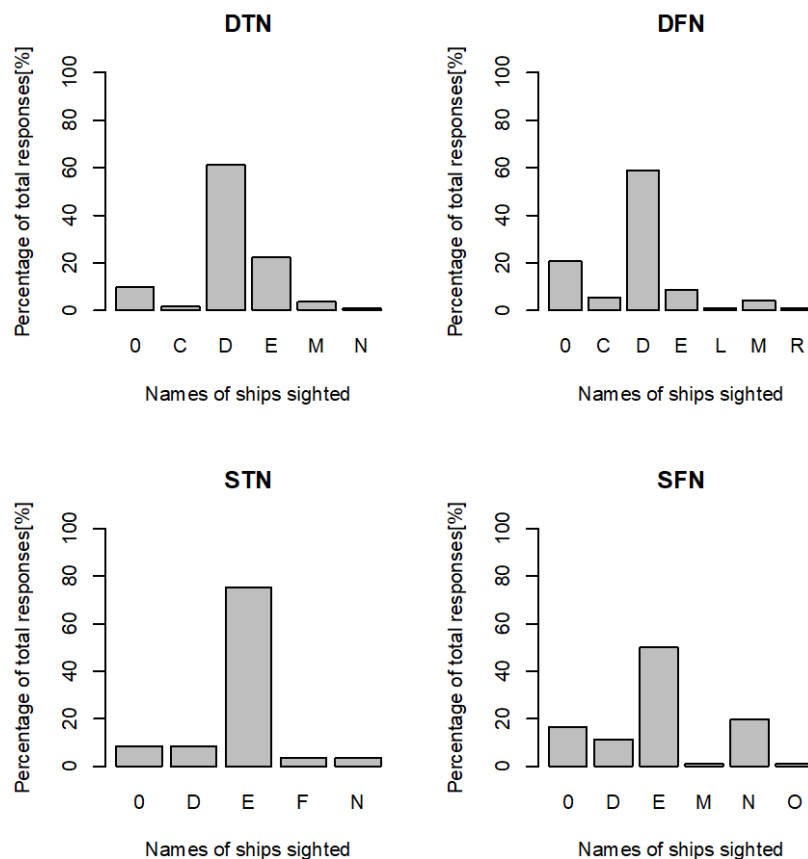 DTN
Percentage of total responses[%]
0 20 40 60 80 100
0 C D E M N
Names of ships sighted
DFN
Percentage of total responses[%]
0 20 40 60 80 100
0 C D E L M R
Names of ships sighted
STN
Percentage of total responses[%]
0 20 40 60 80 100
0 D E F N
Names of ships sighted
SFN
Percentage of total responses[%]
0 20 40 60 80 100
0 D E M N O
Names of ships sighted